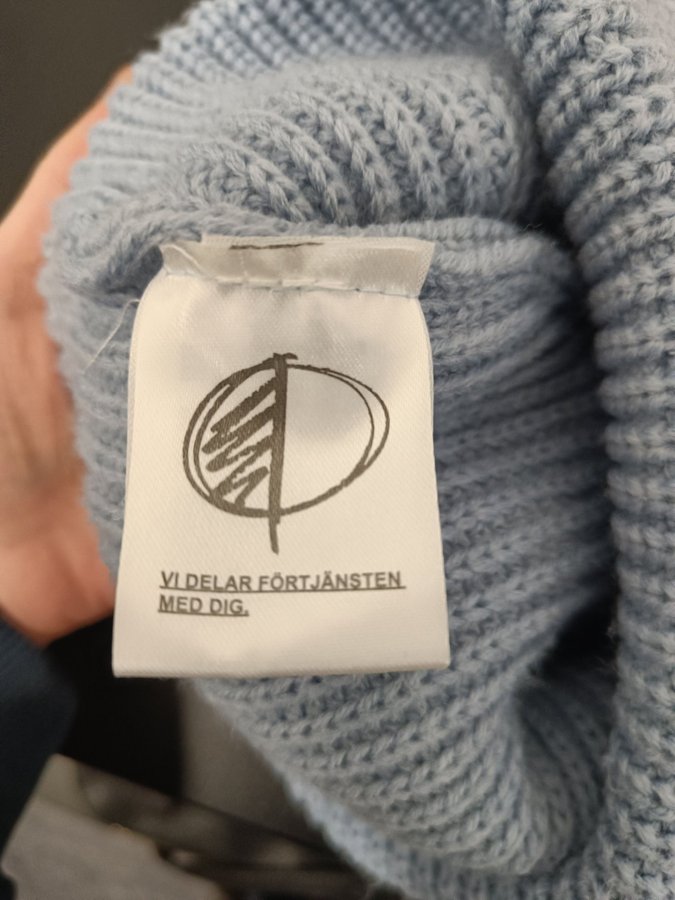 VI DELAR FÖRTJÄNSTEN
MED DIG.